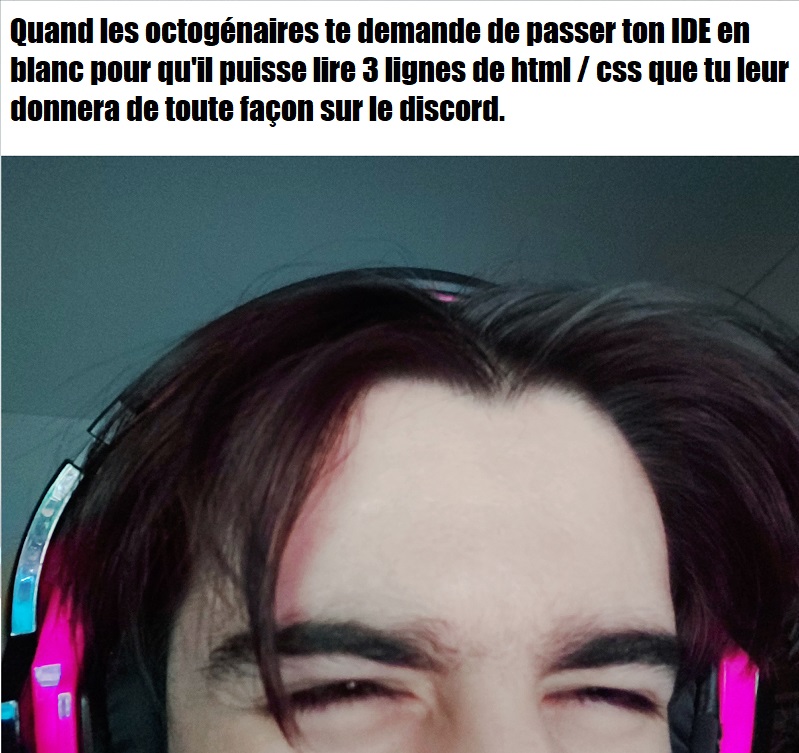 Quand les octogénaires te demande de passer ton IDE en
blanc pour qu'il puisse lire 3 lignes de html / css que tu leur
donnera de toute façon sur le discord.